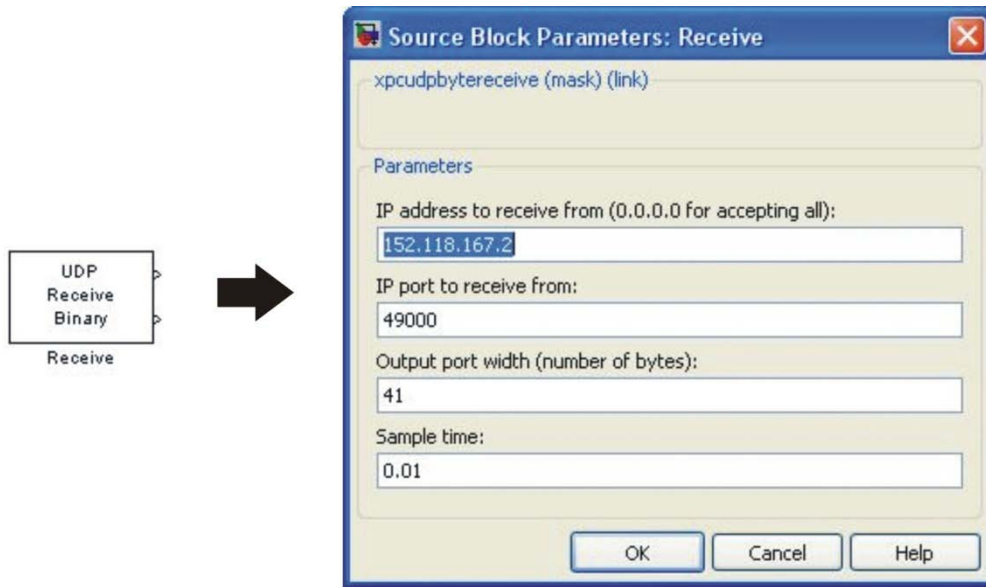 UDP
Receive
Binary
Receive
Source Block Parameters: Receive
xpcudpbytereceive (mask) (link)
Parameters
IP address to receive from (0.0.0.0 for accepting all):
152.118.167.2
IP port to receive from:
49000
Output port width (number of bytes):
41
Sample time:
0.01
OK Cancel Help